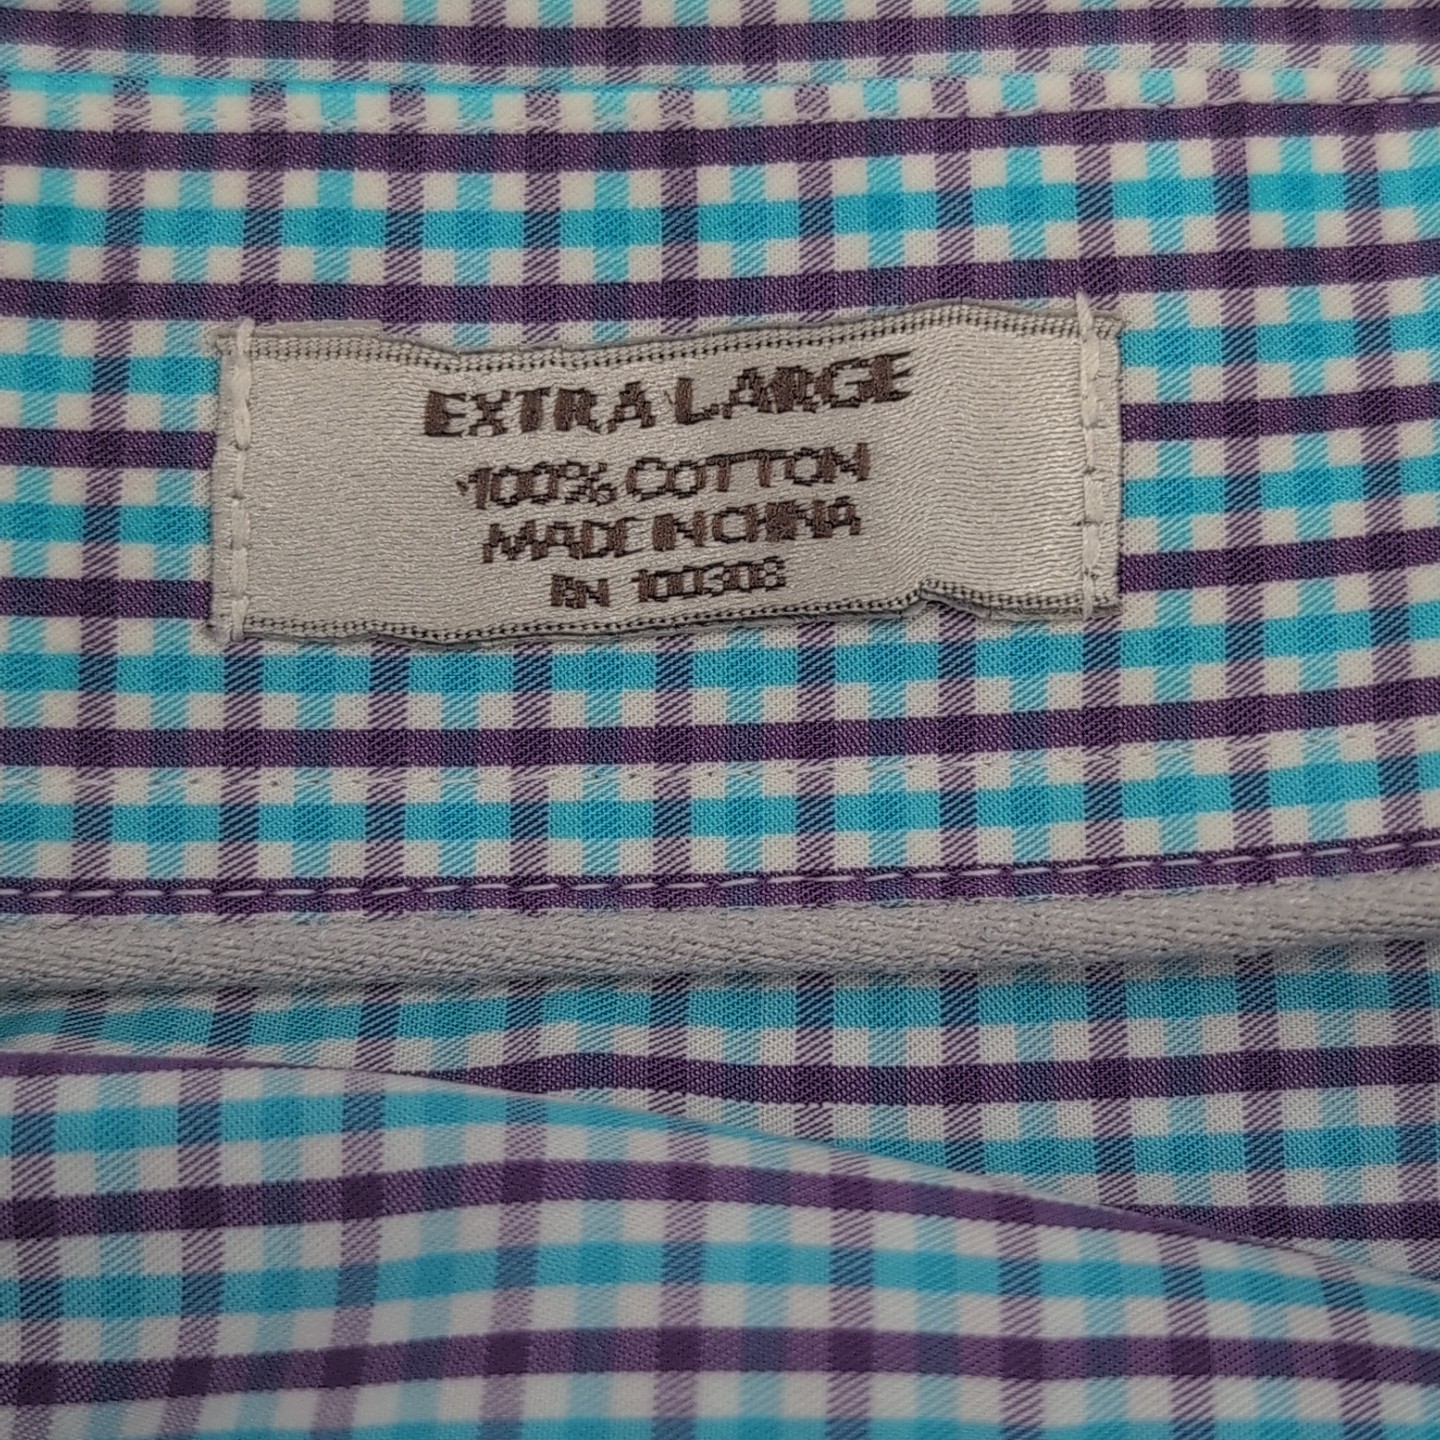 EXTRA LARGE
100% COTTON
MADE IN CHINA
RN 100308